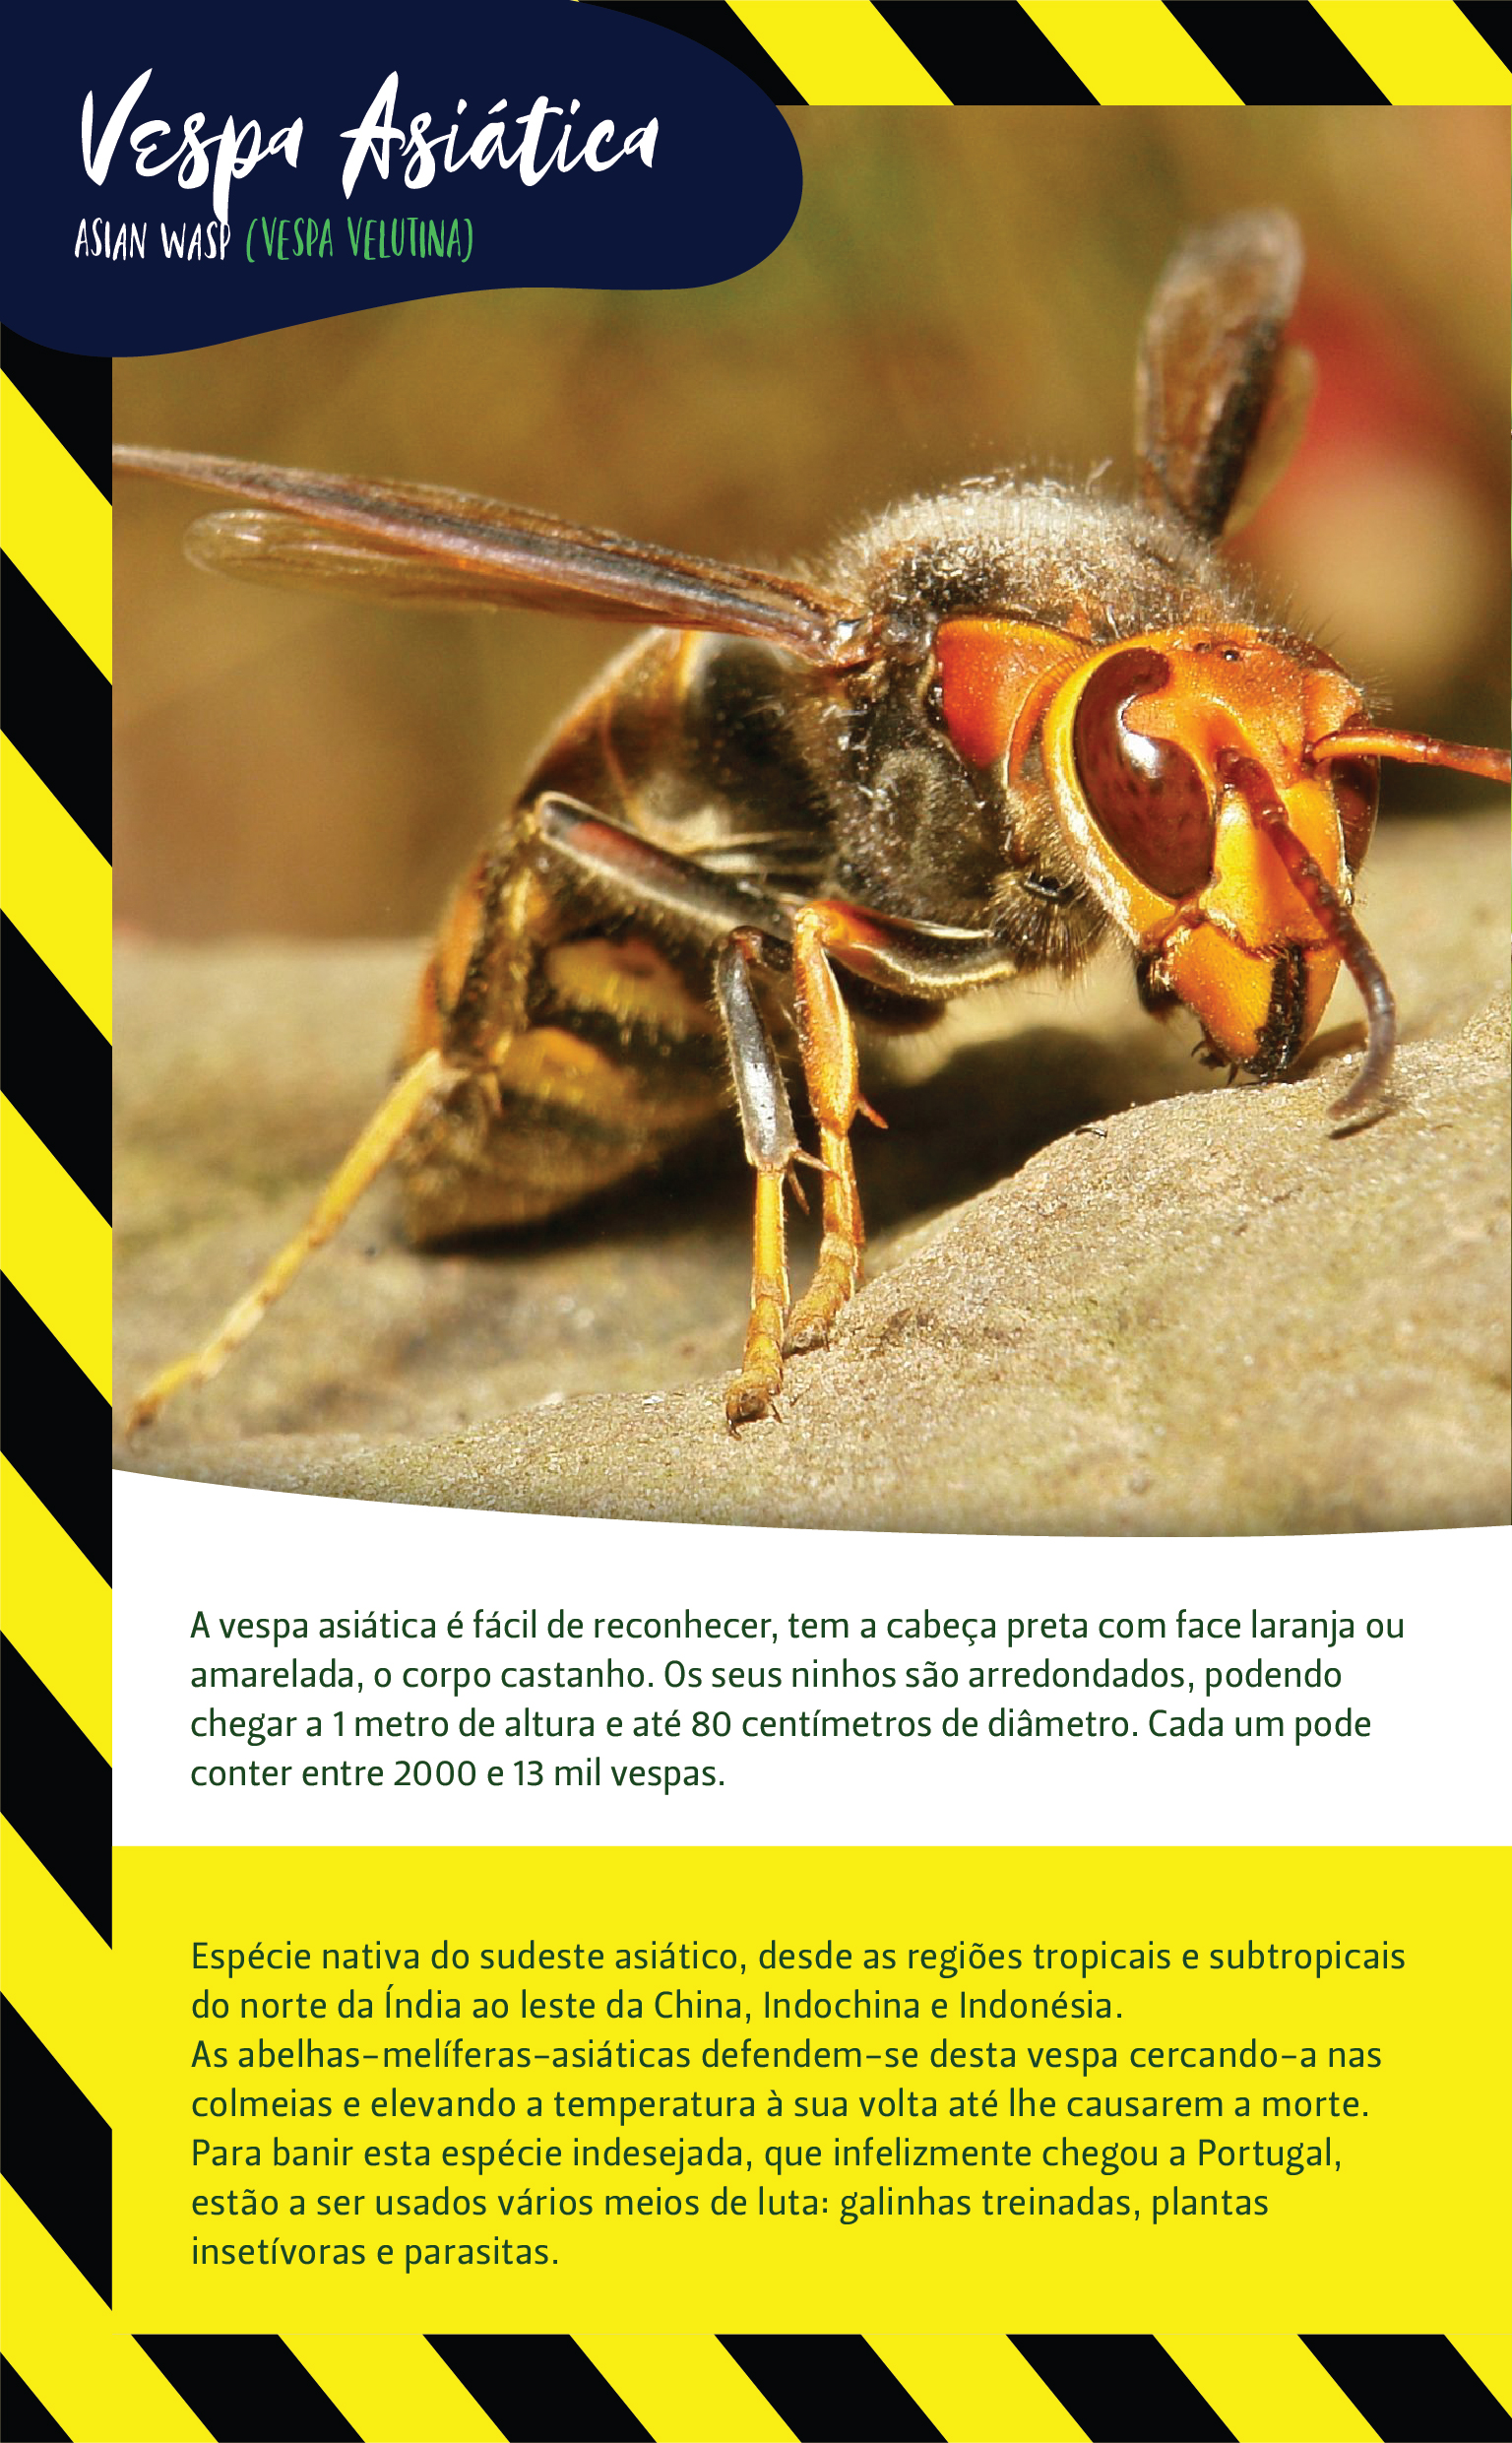 Vespa Asiática
ASIAN WASP (VESPA VELUTINA)
A vespa asiática é fácil de reconhecer, tem a cabeça preta com face laranja ou
amarelada, o corpo castanho. Os seus ninhos são arredondados, podendo
chegar a 1 metro de altura e até 80 centímetros de diâmetro. Cada um pode
conter entre 2000 e 13 mil vespas.
Espécie nativa do sudeste asiático, desde as regiões tropicais e subtropicais
do norte da Índia ao leste da China, Indochina e Indonésia.
As abelhas-melíferas-asiáticas defendem-se desta vespa cercando-a nas
colmeias e elevando a temperatura à sua volta até lhe causarem a morte.
Para banir esta espécie indesejada, que infelizmente chegou a Portugal,
estão a ser usados vários meios de luta: galinhas treinadas, plantas
insetívoras e parasitas.